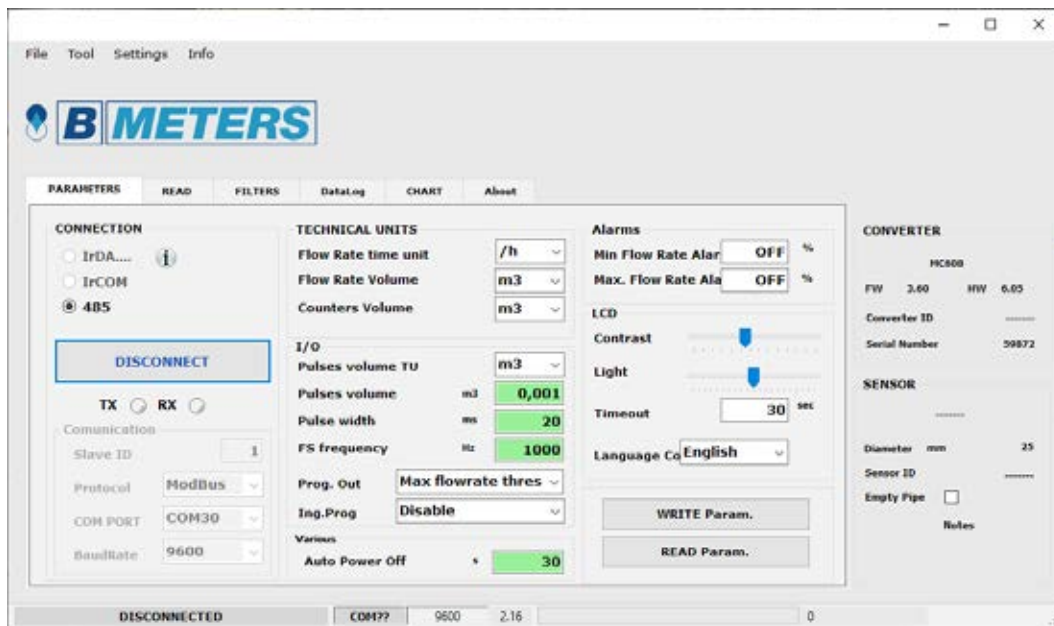 File Tool Settings Info
B METERS
PARAMETERS READ FILTERS DataLog CHART About
CONNECTION
IrDA....
IrCOM
485
DISCONNECT
TX RX
Comunication
Slave ID 1
Protocol ModBus
COM PORT COM30
BaudRate 9600
TECHNICAL UNITS
Flow Rate time unit /h
Flow Rate Volume m3
Counters Volume m3
I/O
Pulses volume TU m3
Pulses volume m3 0,001
Pulse width ms 20
FS frequency Hz 1000
Prog. Out Max flowrate thres
Ing.Prog Disable
Various
Auto Power Off s 30
Alarms
Min Flow Rate Alar OFF %
Max. Flow Rate Ala OFF %
LCD
Contrast
Light
Timeout 30 sec
Language Co English
WRITE Param.
READ Param.
CONVERTER
MC608
FW 3.60 HW 6.05
Converter ID -------
Serial Number 59872
SENSOR
-------
Diameter mm 25
Sensor ID -------
Empty Pipe
Notes
DISCONNECTED COM?? 9600 2.16 0